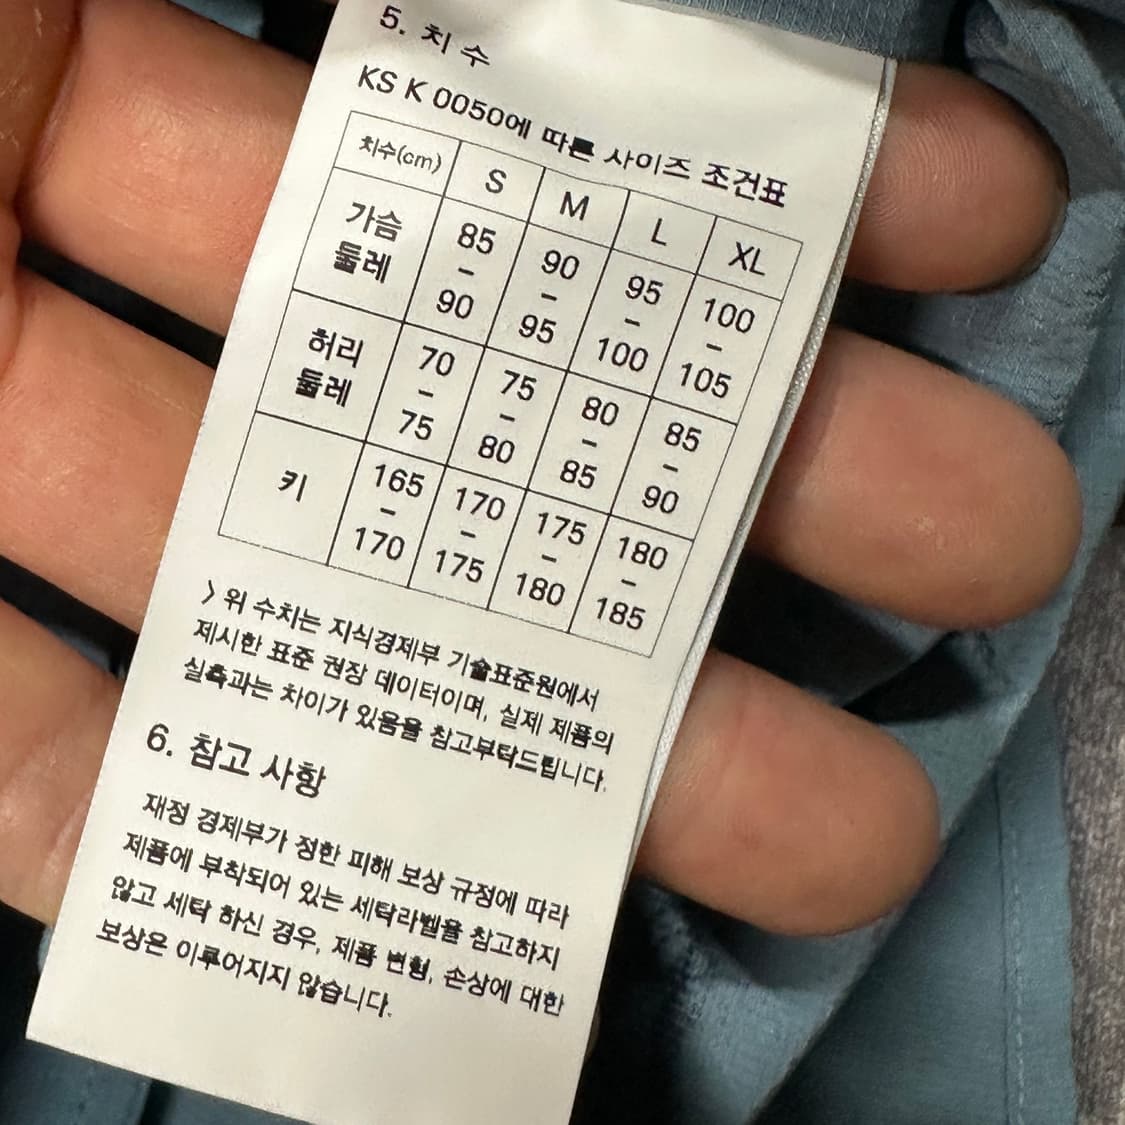 5. 치 수
KS K 0050에 따른 사이즈 조건표
치수(cm) S M L XL
가슴 둘레 85 - 90 90 - 95 95 - 100 100 - 105
허리 둘레 70 - 75 75 - 80 80 - 85 85 - 90
키 165 - 170 170 - 175 175 - 180 180 - 185
> 위 수치는 지식경제부 기술표준원에서
제시한 표준 권장 데이터이며, 실제 제품의
실측과는 차이가 있음을 참고부탁드립니다.
6. 참고 사항
재정 경제부가 정한 피해 보상 규정에 따라
제품에 부착되어 있는 세탁라벨을 참고하지
않고 세탁 하신 경우, 제품 변형, 손상에 대한
보상은 이루어지지 않습니다.